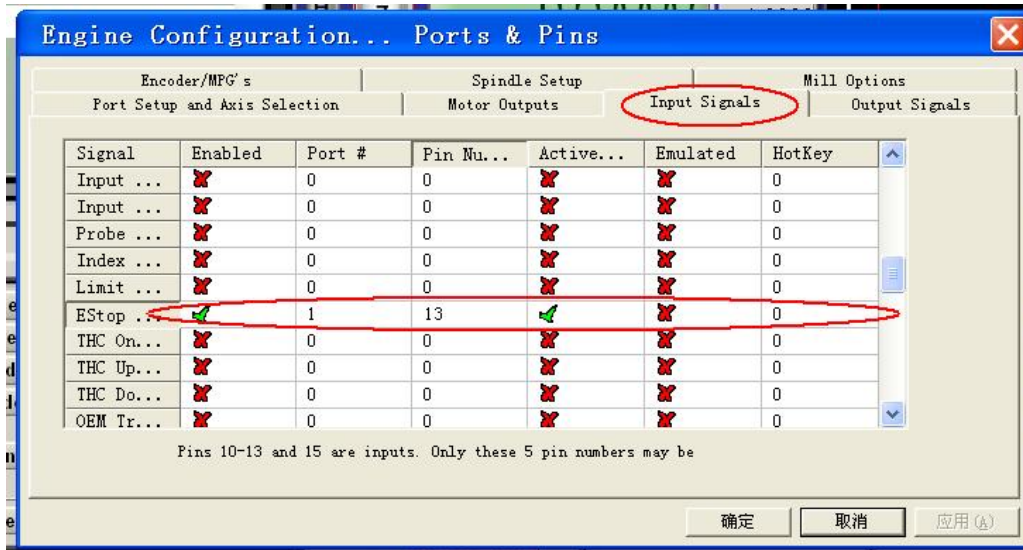 Engine Configuration... Ports & Pins
Encoder/MPG's Spindle Setup Mill Options
Port Setup and Axis Selection Motor Outputs Input Signals Output Signals
Signal Enabled Port # Pin Nu... Active... Emulated HotKey
Input ... 0 0 0
Input ... 0 0 0
Probe ... 0 0 0
Index ... 0 0 0
Limit ... 0 0 0
EStop ... 1 13 0
THC On... 0 0 0
THC Up... 0 0 0
THC Do... 0 0 0
OEM Tr... 0 0 0
Pins 10-13 and 15 are inputs. Only these 5 pin numbers may be
确定 取消 应用(A)